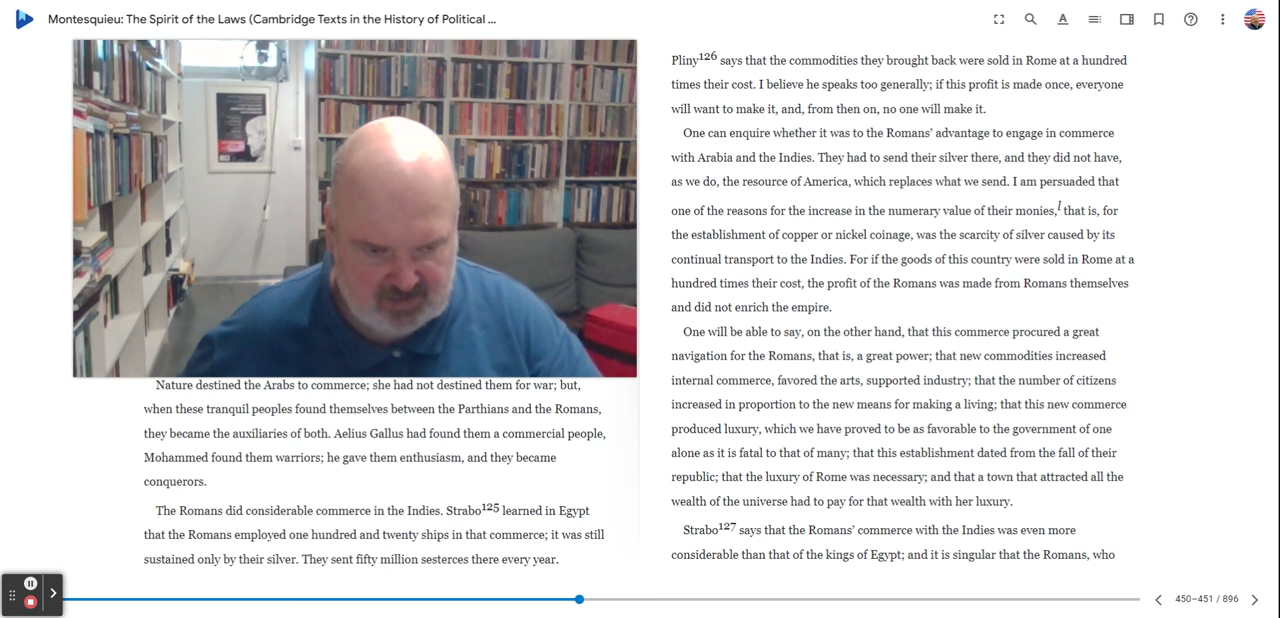 Montesquieu: The Spirit of the Laws (Cambridge Texts in the History of Political ...
Nature destined the Arabs to commerce; she had not destined them for war; but,
when these tranquil peoples found themselves between the Parthians and the Romans,
they became the auxiliaries of both. Aelius Gallus had found them a commercial people,
Mohammed found them warriors; he gave them enthusiasm, and they became
conquerors.
The Romans did considerable commerce in the Indies. Strabo125 learned in Egypt
that the Romans employed one hundred and twenty ships in that commerce; it was still
sustained only by their silver. They sent fifty million sesterces there every year.
Pliny126 says that the commodities they brought back were sold in Rome at a hundred
times their cost. I believe he speaks too generally; if this profit is made once, everyone
will want to make it, and, from then on, no one will make it.
One can enquire whether it was to the Romans’ advantage to engage in commerce
with Arabia and the Indies. They had to send their silver there, and they did not have,
as we do, the resource of America, which replaces what we send. I am persuaded that
one of the reasons for the increase in the numerary value of their monies,l that is, for
the establishment of copper or nickel coinage, was the scarcity of silver caused by its
continual transport to the Indies. For if the goods of this country were sold in Rome at a
hundred times their cost, the profit of the Romans was made from Romans themselves
and did not enrich the empire.
One will be able to say, on the other hand, that this commerce procured a great
navigation for the Romans, that is, a great power; that new commodities increased
internal commerce, favored the arts, supported industry; that the number of citizens
increased in proportion to the new means for making a living; that this new commerce
produced luxury, which we have proved to be as favorable to the government of one
alone as it is fatal to that of many; that this establishment dated from the fall of their
republic; that the luxury of Rome was necessary; and that a town that attracted all the
wealth of the universe had to pay for that wealth with her luxury.
Strabo127 says that the Romans’ commerce with the Indies was even more
considerable than that of the kings of Egypt; and it is singular that the Romans, who
450–451 / 896